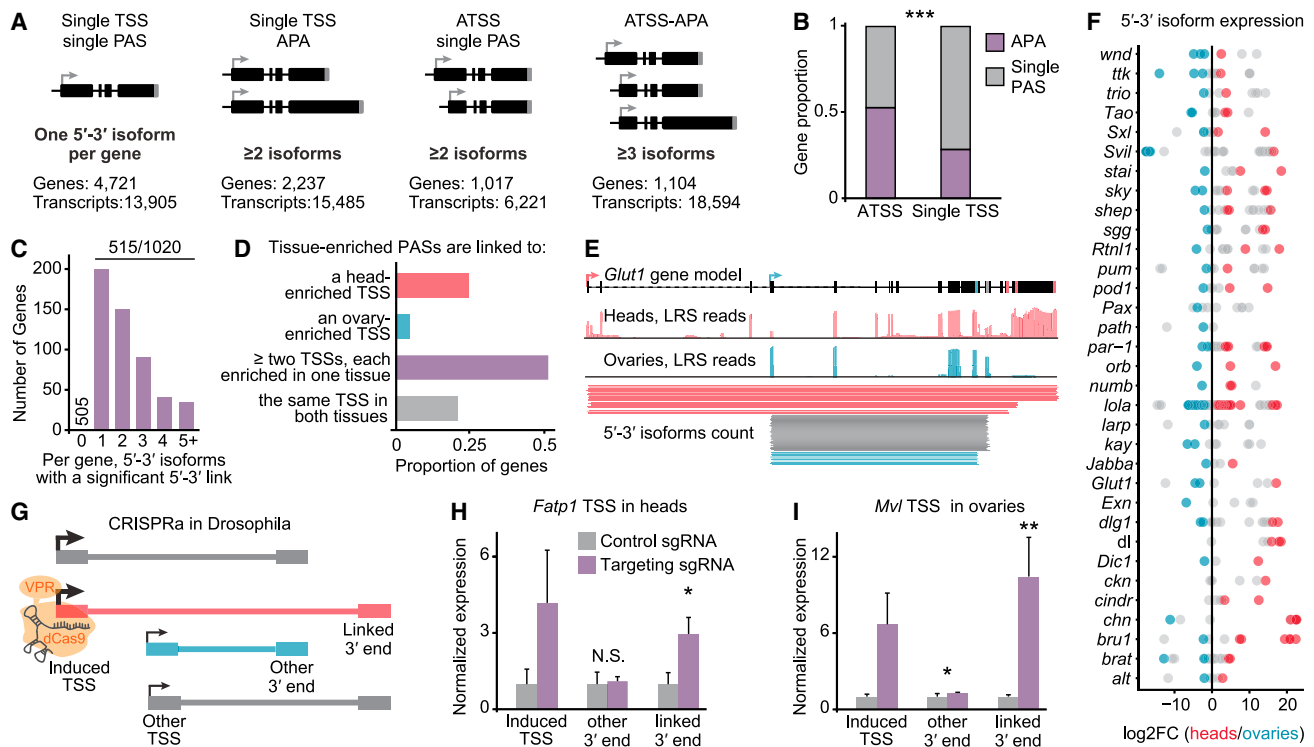 A
Single TSS
single PAS
One 5′-3′ isoform
per gene
Genes: 4,721
Transcripts:13,905
Single TSS
APA
≥2 isoforms
Genes: 2,237
Transcripts: 15,485
ATSS
single PAS
≥2 isoforms
Genes: 1,017
Transcripts: 6,221
ATSS-APA
≥3 isoforms
Genes: 1,104
Transcripts: 18,594
B
***
Gene proportion
1
0.5
0
ATSS
Single TSS
APA
Single
PAS
C
515/1020
Number of Genes
200
150
100
50
0
505
0 1 2 3 4 5+
Per gene, 5′-3′ isoforms
with a significant 5′-3′ link
D
Tissue-enriched PASs are linked to:
a head-
enriched TSS
an ovary-
enriched TSS
≥ two TSSs, each
enriched in one tissue
the same TSS in
both tissues
0 0.25 0.5
Proportion of genes
E
Glut1 gene model
Heads, LRS reads
Ovaries, LRS reads
5′-3′ isoforms count
F
5′-3′ isoform expression
wnd
ttk
trio
Tao
Sxl
Svil
stai
sky
shep
sgg
Rtnl1
pum
pod1
Pax
path
par−1
orb
numb
lola
larp
kay
Jabba
Glut1
Exn
dlg1
dl
Dic1
ckn
cindr
chn
bru1
brat
alt
−10 0 10 20
log2FC (heads/ovaries)
G
CRISPRa in Drosophila
VPR
dCas9
Induced
TSS
Linked
3′ end
Other
3′ end
Other
TSS
H
Fatp1 TSS in heads
Normalized expression
6
3
0
Control sgRNA
Targeting sgRNA
N.S.
*
Induced
TSS
other
3′ end
linked
3′ end
I
Mvl TSS in ovaries
Normalized expression
12
6
0
*
**
Induced
TSS
other
3′ end
linked
3′ end